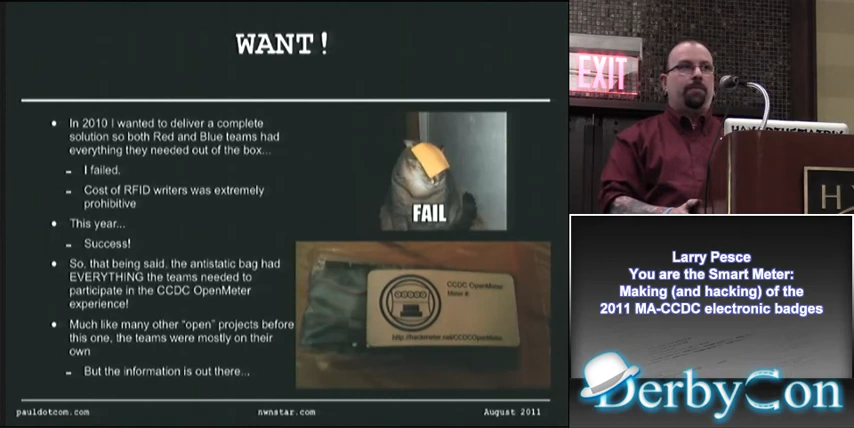 WANT!
• In 2010 I wanted to deliver a complete
solution so both Red and Blue teams had
everything they needed out of the box...
– I failed.
– Cost of RFID writers was extremely
prohibitive
• This year...
– Success!
• So, that being said, the antistatic bag had
EVERYTHING the teams needed to
participate in the CCDC OpenMeter
experience!
• Much like many other "open" projects before
this one, the teams were mostly on their
own
– But the information is out there...
FAIL
CCDC OpenMeter
Meter #:
pauldotcom.com
nwnstar.com
August 2011
EXIT
HY
Larry Pesce
You are the Smart Meter:
Making (and hacking) of the
2011 MA-CCDC electronic badges
DerbyCon